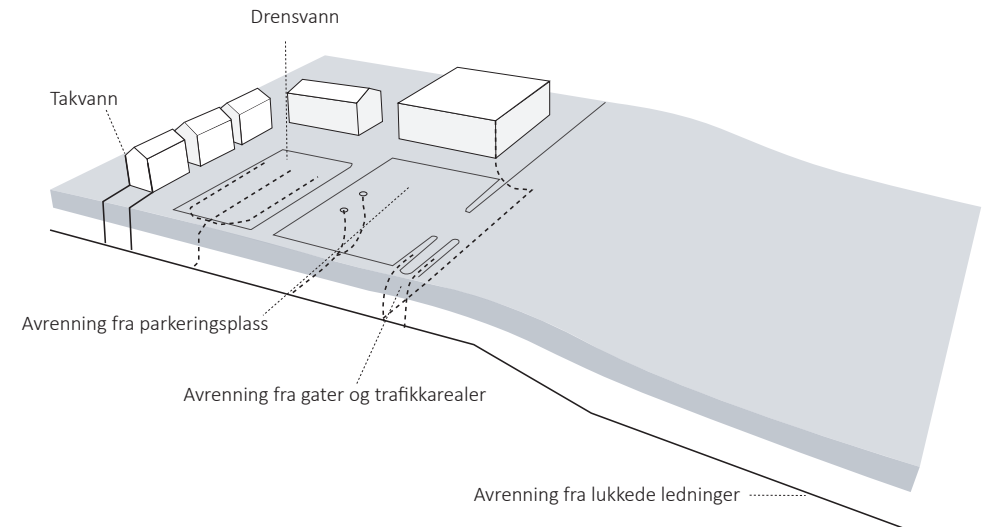 Drensvann
Takvann
Avrenning fra parkeringsplass
Avrenning fra gater og trafikkarealer
Avrenning fra lukkede ledninger